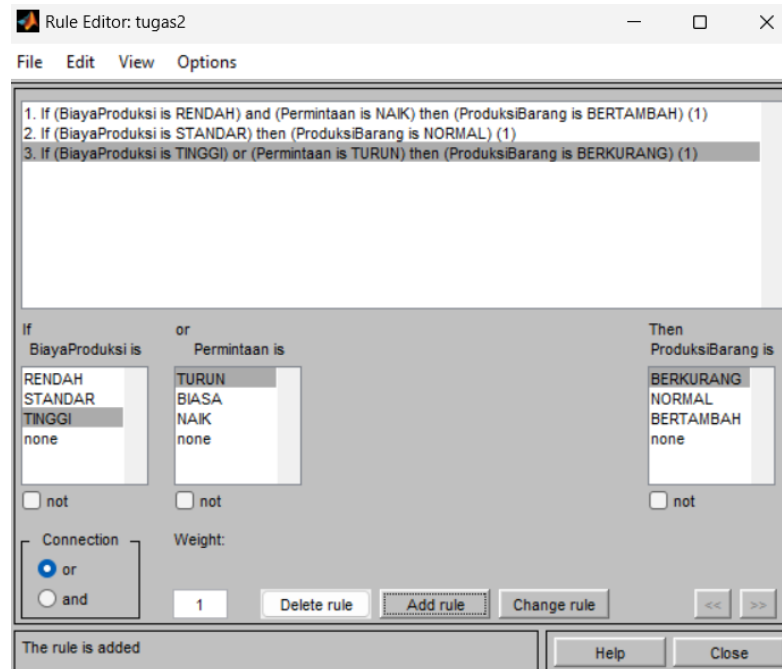 Rule Editor: tugas2
File Edit View Options
1. If (BiayaProduksi is RENDAH) and (Permintaan is NAIK) then (ProduksiBarang is BERTAMBAH) (1)
2. If (BiayaProduksi is STANDAR) then (ProduksiBarang is NORMAL) (1)
3. If (BiayaProduksi is TINGGI) or (Permintaan is TURUN) then (ProduksiBarang is BERKURANG) (1)
If
BiayaProduksi is
RENDAH
STANDAR
TINGGI
none
not
or
Permintaan is
TURUN
BIASA
NAIK
none
not
Then
ProduksiBarang is
BERKURANG
NORMAL
BERTAMBAH
none
not
Connection
or
and
Weight:
1
Delete rule
Add rule
Change rule
<<
>>
The rule is added
Help
Close